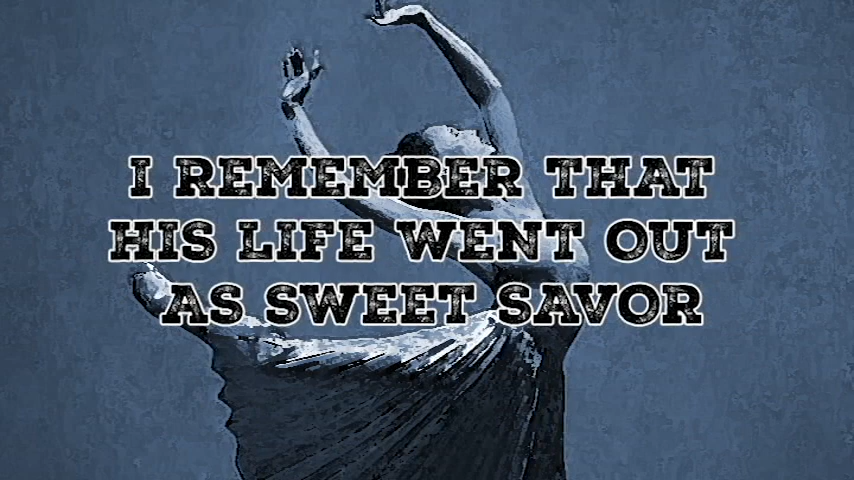 I REMEMBER THAT
HIS LIFE WENT OUT
AS SWEET SAVOR